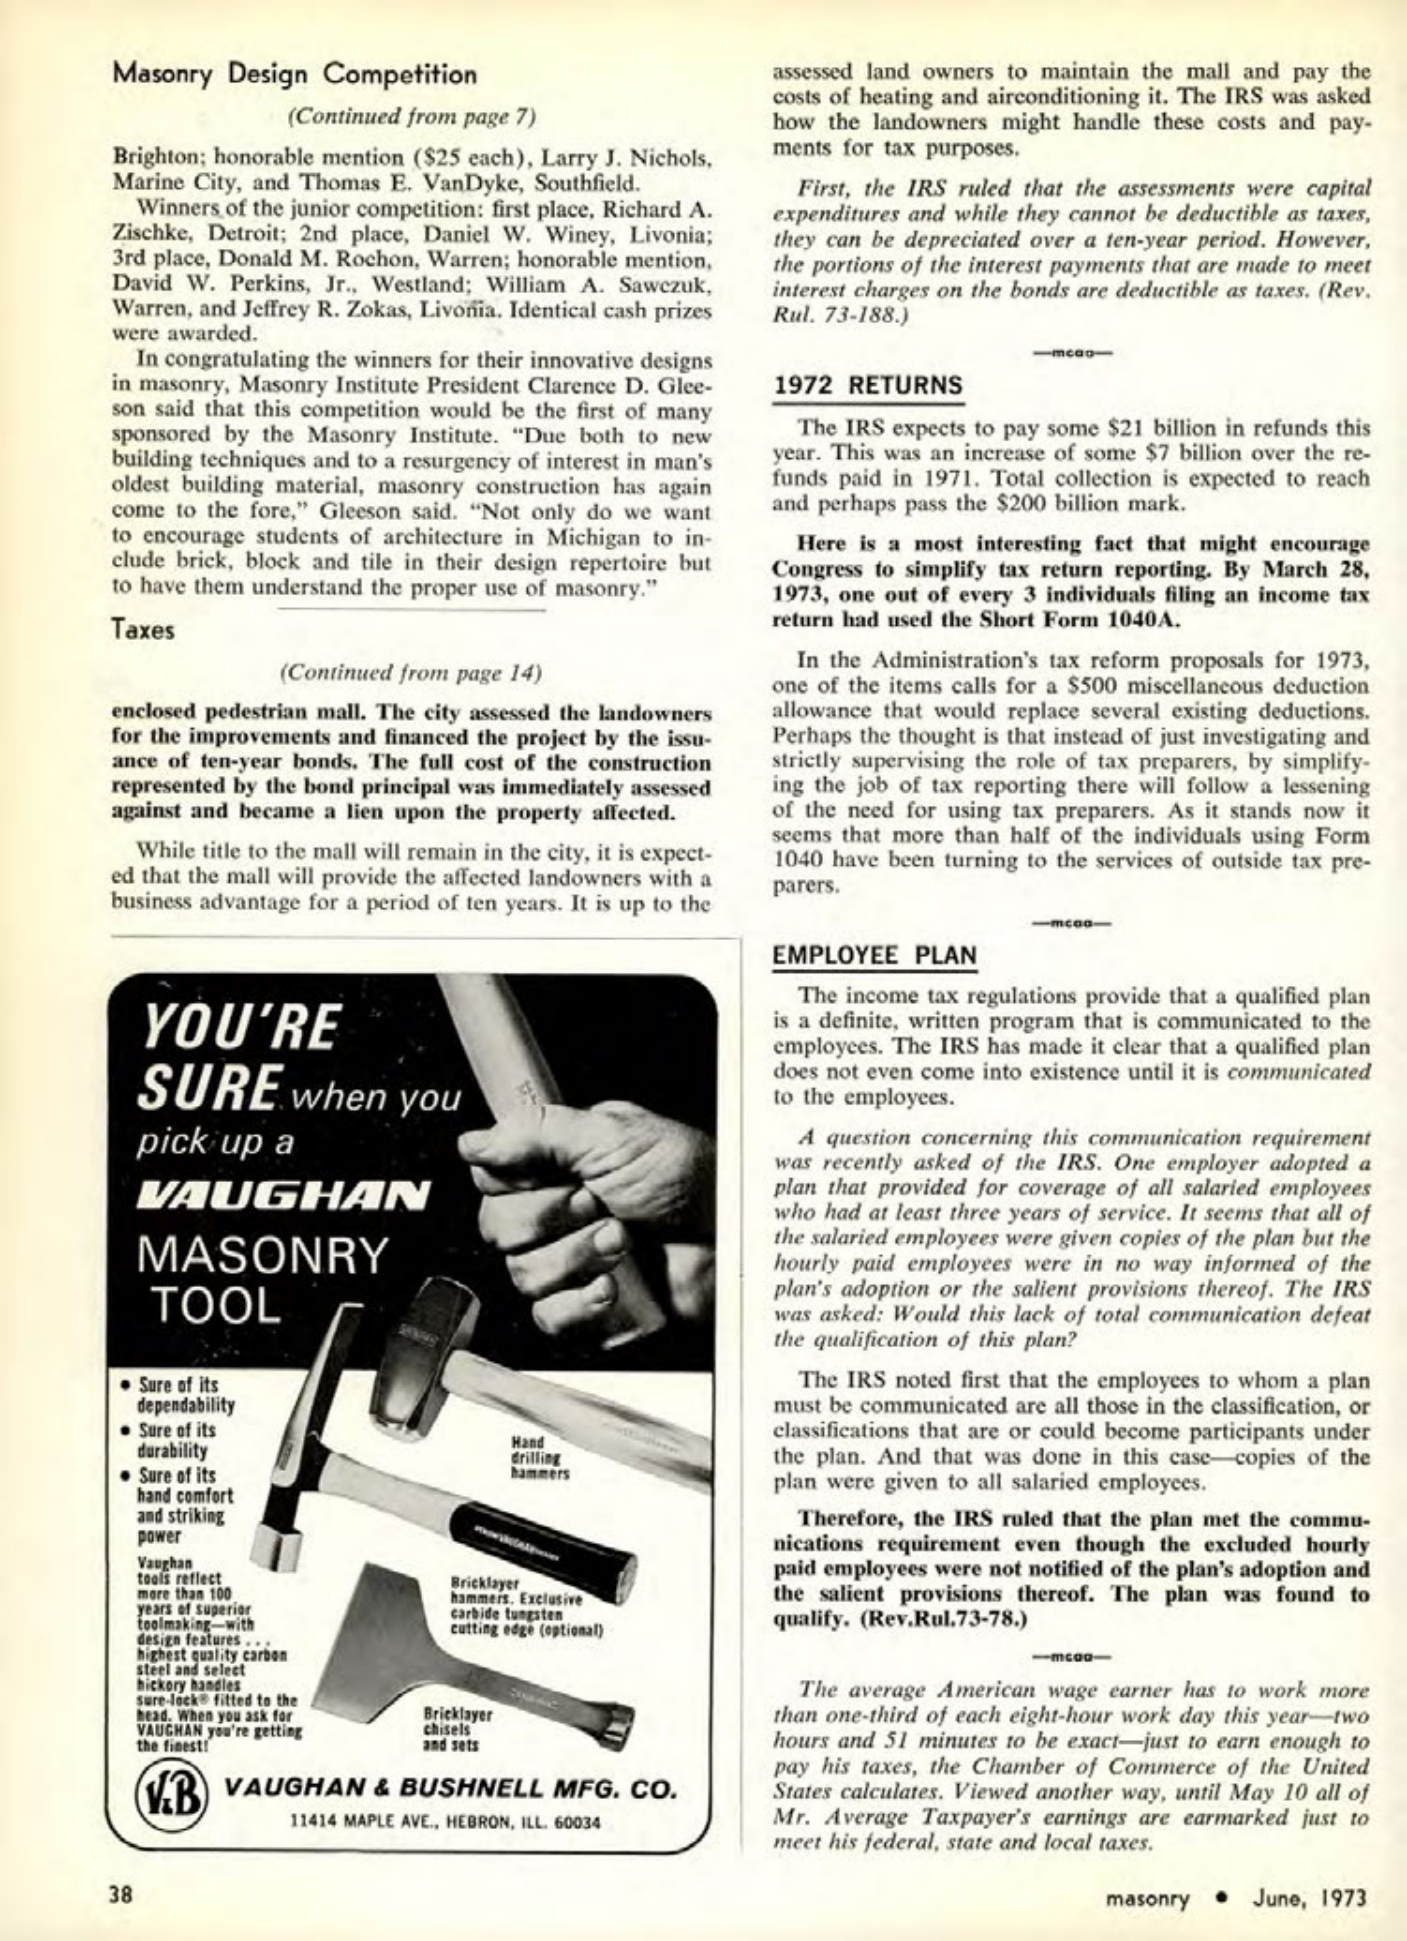 Masonry Design Competition
(Continued from page 7)
Brighton; honorable mention ($25 each), Larry J. Nichols,
Marine City, and Thomas E. VanDyke, Southfield.
Winners of the junior competition: first place, Richard A.
Zischke, Detroit; 2nd place, Daniel W. Winey, Livonia;
3rd place, Donald M. Rochon, Warren; honorable mention,
David W. Perkins, Jr., Westland; William A. Sawczuk,
Warren, and Jeffrey R. Zokas, Livonia. Identical cash prizes
were awarded.
In congratulating the winners for their innovative designs
in masonry, Masonry Institute President Clarence D. Glee-
son said that this competition would be the first of many
sponsored by the Masonry Institute. “Due both to new
building techniques and to a resurgency of interest in man’s
oldest building material, masonry construction has again
come to the fore,” Gleeson said. “Not only do we want
to encourage students of architecture in Michigan to in-
clude brick, block and tile in their design repertoire but
to have them understand the proper use of masonry.”
Taxes
(Continued from page 14)
enclosed pedestrian mall. The city assessed the landowners
for the improvements and financed the project by the issu-
ance of ten-year bonds. The full cost of the construction
represented by the bond principal was immediately assessed
against and became a lien upon the property affected.
While title to the mall will remain in the city, it is expect-
ed that the mall will provide the affected landowners with a
business advantage for a period of ten years. It is up to the
YOU'RE
SURE when you
pick up a
VAUGHAN
MASONRY
TOOL
• Sure of its
dependability
• Sure of its
durability
• Sure of its
hand comfort
and striking
power
Vaughan
tools reflect
more than 100
years of superior
toolmaking—with
design features . . .
highest quality carbon
steel and select
hickory handles
sure-lock® fitted to the
head. When you ask for
VAUGHAN you're getting
the finest!
Hand
drilling
hammers
Bricklayer
hammers. Exclusive
carbide tungsten
cutting edge (optional)
Bricklayer
chisels
and sets
V&B
VAUGHAN & BUSHNELL MFG. CO.
11414 MAPLE AVE., HEBRON, ILL. 60034
assessed land owners to maintain the mall and pay the
costs of heating and airconditioning it. The IRS was asked
how the landowners might handle these costs and pay-
ments for tax purposes.
First, the IRS ruled that the assessments were capital
expenditures and while they cannot be deductible as taxes,
they can be depreciated over a ten-year period. However,
the portions of the interest payments that are made to meet
interest charges on the bonds are deductible as taxes. (Rev.
Rul. 73-188.)
—mcaa—
1972 RETURNS
The IRS expects to pay some $21 billion in refunds this
year. This was an increase of some $7 billion over the re-
funds paid in 1971. Total collection is expected to reach
and perhaps pass the $200 billion mark.
Here is a most interesting fact that might encourage
Congress to simplify tax return reporting. By March 28,
1973, one out of every 3 individuals filing an income tax
return had used the Short Form 1040A.
In the Administration’s tax reform proposals for 1973,
one of the items calls for a $500 miscellaneous deduction
allowance that would replace several existing deductions.
Perhaps the thought is that instead of just investigating and
strictly supervising the role of tax preparers, by simplify-
ing the job of tax reporting there will follow a lessening
of the need for using tax preparers. As it stands now it
seems that more than half of the individuals using Form
1040 have been turning to the services of outside tax pre-
parers.
—mcaa—
EMPLOYEE PLAN
The income tax regulations provide that a qualified plan
is a definite, written program that is communicated to the
employees. The IRS has made it clear that a qualified plan
does not even come into existence until it is communicated
to the employees.
A question concerning this communication requirement
was recently asked of the IRS. One employer adopted a
plan that provided for coverage of all salaried employees
who had at least three years of service. It seems that all of
the salaried employees were given copies of the plan but the
hourly paid employees were in no way informed of the
plan’s adoption or the salient provisions thereof. The IRS
was asked: Would this lack of total communication defeat
the qualification of this plan?
The IRS noted first that the employees to whom a plan
must be communicated are all those in the classification, or
classifications that are or could become participants under
the plan. And that was done in this case—copies of the
plan were given to all salaried employees.
Therefore, the IRS ruled that the plan met the commu-
nications requirement even though the excluded hourly
paid employees were not notified of the plan’s adoption and
the salient provisions thereof. The plan was found to
qualify. (Rev.Rul.73-78.)
—mcaa—
The average American wage earner has to work more
than one-third of each eight-hour work day this year—two
hours and 51 minutes to be exact—just to earn enough to
pay his taxes, the Chamber of Commerce of the United
States calculates. Viewed another way, until May 10 all of
Mr. Average Taxpayer’s earnings are earmarked just to
meet his federal, state and local taxes.
38
masonry • June, 1973